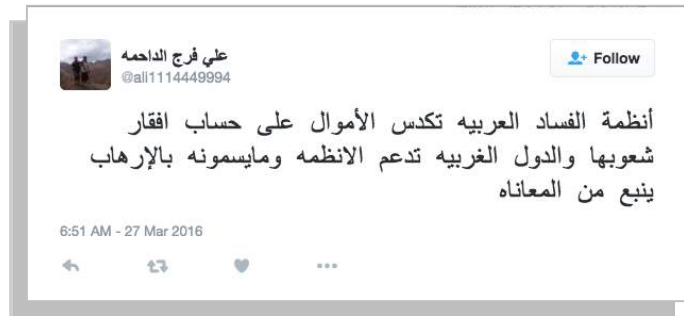 علي فرج الداحمه
Follow
@ali1114449994
أنظمة الفساد العربيه تكدس الأموال على حساب افقار
شعوبها والدول الغربيه تدعم الانظمه ومايسمونه بالإرهاب
ينبع من المعاناه
6:51 AM - 27 Mar 2016